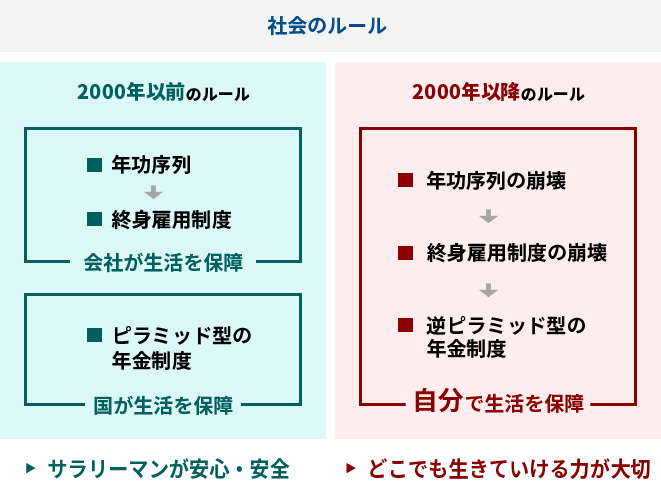 社会のルール
2000年以前のルール
■ 年功序列
■ 終身雇用制度
会社が生活を保障
■ ピラミッド型の
年金制度
国が生活を保障
▶ サラリーマンが安心・安全
2000年以降のルール
■ 年功序列の崩壊
■ 終身雇用制度の崩壊
■ 逆ピラミッド型の
年金制度
自分で生活を保障
▶ どこでも生きていける力が大切